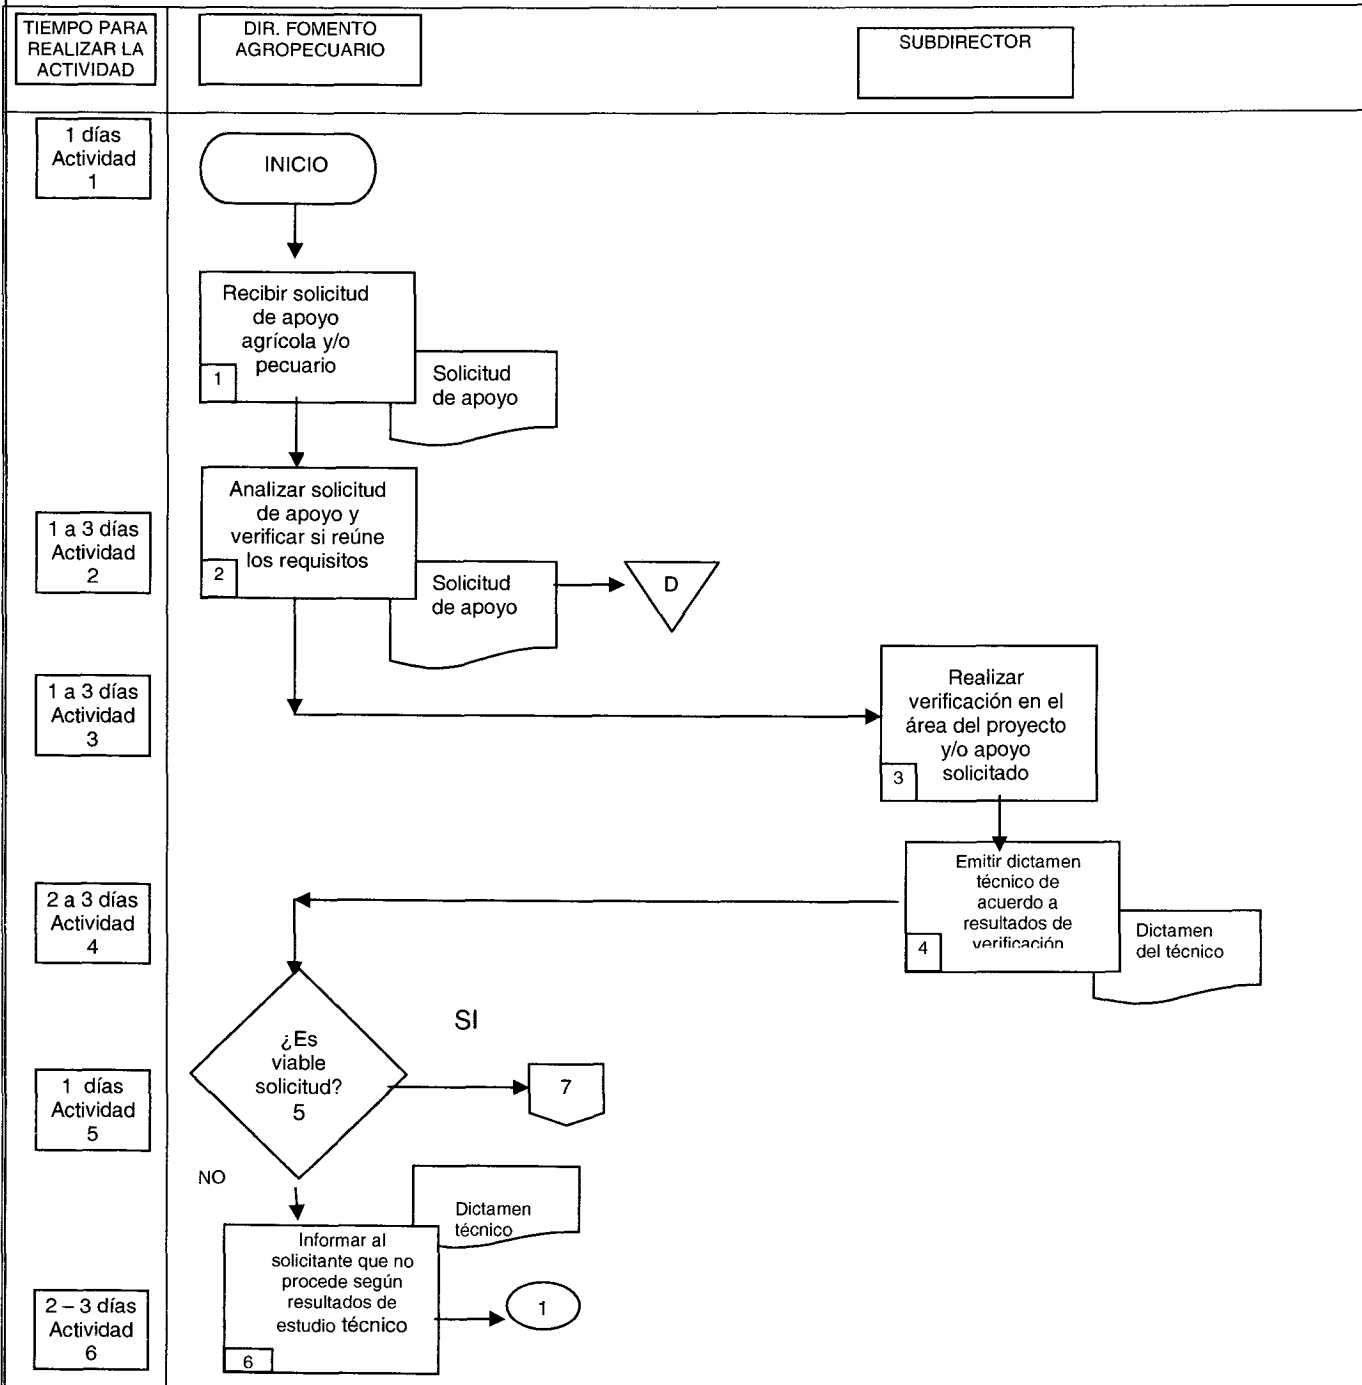 TIEMPO PARA
REALIZAR LA
ACTIVIDAD
DIR. FOMENTO
AGROPECUARIO
SUBDIRECTOR
1 días
Actividad
1
INICIO
Recibir solicitud
de apoyo
agrícola y/o
pecuario
1
Solicitud
de apoyo
1 a 3 días
Actividad
2
Analizar solicitud
de apoyo y
verificar si reúne
los requisitos
2
Solicitud
de apoyo
D
1 a 3 días
Actividad
3
Realizar
verificación en el
área del proyecto
y/o apoyo
solicitado
3
2 a 3 días
Actividad
4
Emitir dictamen
técnico de
acuerdo a
resultados de
verificación
4
Dictamen
del técnico
1 días
Actividad
5
¿Es
viable
solicitud?
5
SI
7
NO
Dictamen
técnico
2 – 3 días
Actividad
6
Informar al
solicitante que no
procede según
resultados de
estudio técnico
6
1